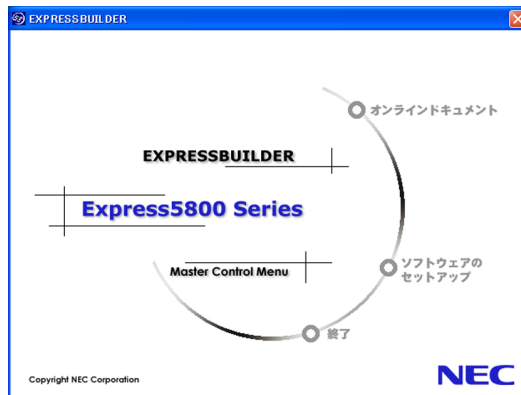 EXPRESSBUILDER
オンラインドキュメント
EXPRESSBUILDER
Express5800 Series
ソフトウェアの
セットアップ
Master Control Menu
終了
Copyright NEC Corporation
NEC